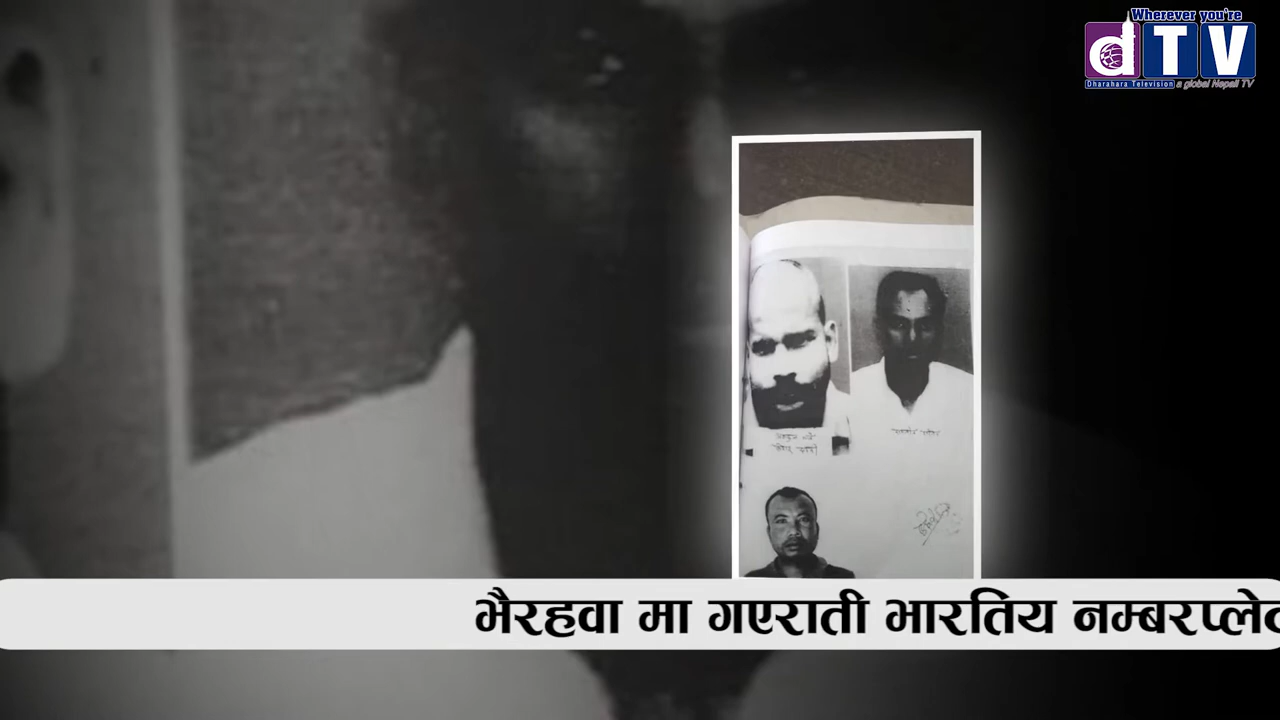 Wherever you're
dTV
Dharahara Television a global Nepali TV
भैरहवा मा गएराती भारतिय नम्बरप्लेट